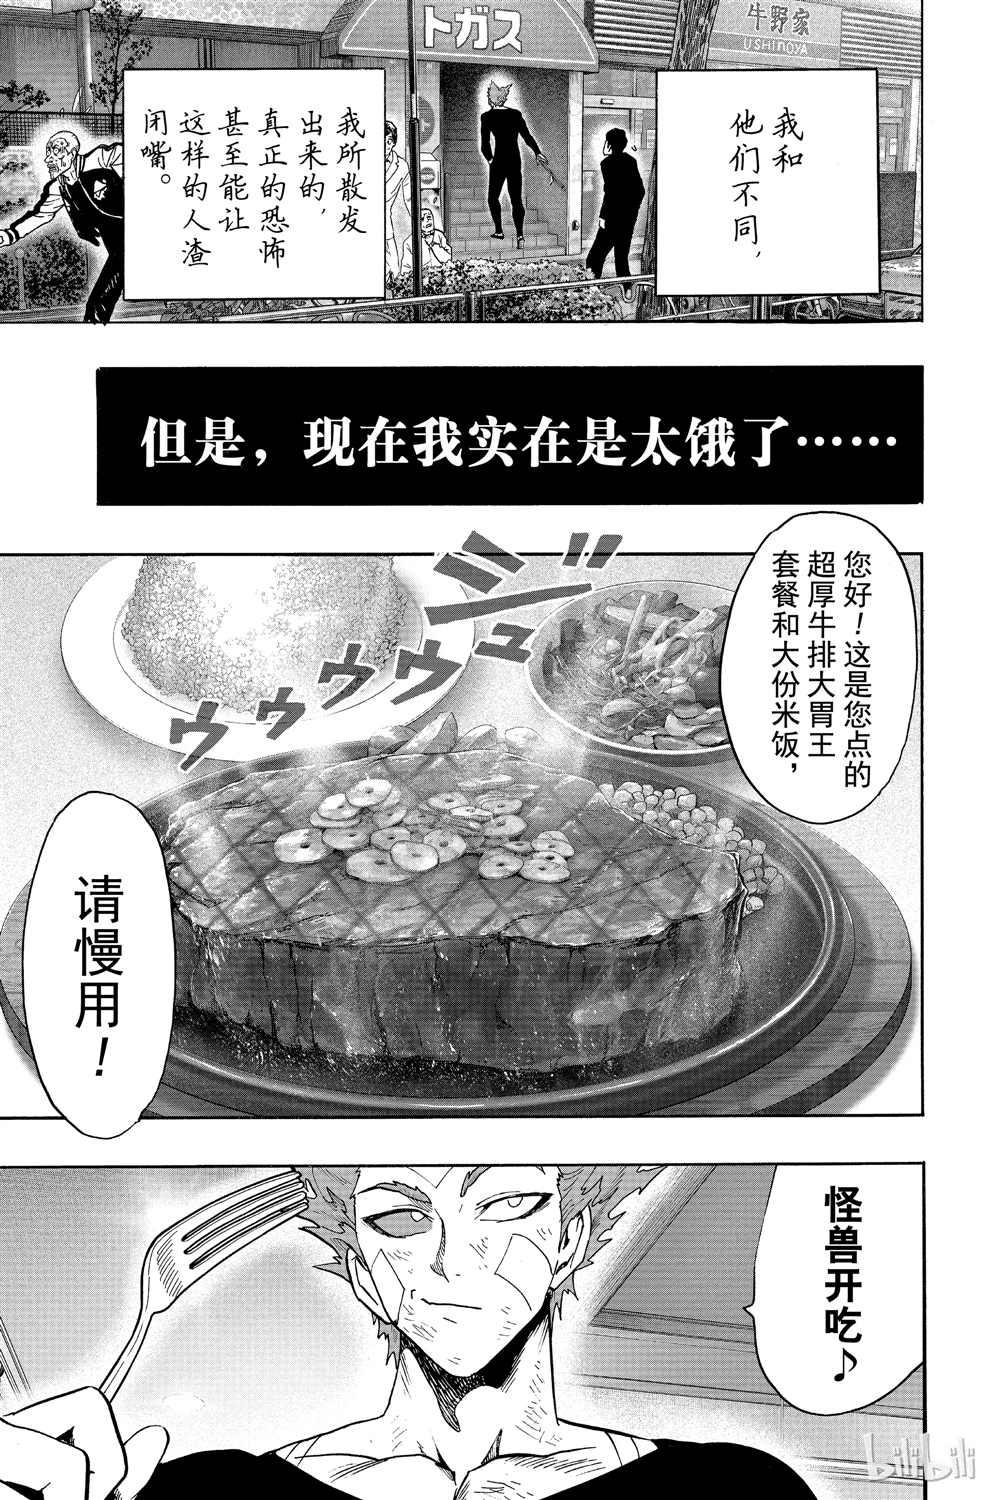 トガス
牛野家
USHINOYA
我和
他们不同，
我所散发
出来的，
真正的恐怖
甚至能让
这样的人渣
闭嘴。
但是，现在我实在是太饿了……
您好！这是您点的
超厚牛排大胃王
套餐和大份米饭，
ジュウウウウウ
请慢用！
怪兽开吃♪
bilibili